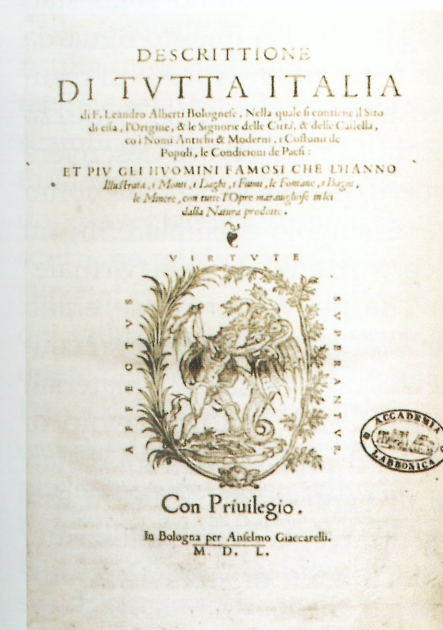 DESCRITTIONE
DI TVTTA ITALIA
di F. Leandro Alberti Bolognese, Nella quale si contiene il Sito
di essa, l'Origine, & le Signorie delle Città, & delle Castella,
co i Nomi Antichi & Moderni, i Costumi de
Popoli, le Condicioni de Paesi:
ET PIV GLI HVOMINI FAMOSI CHE L'HANNO
Illustrata, i Monti, i Laghi, i Fiumi, le Fontane, i Bagni,
le Minere, con tutte l'Opre marauigliose in lei
dalla Natura prodotte.
VIRTVTE
AFFECTVS
SVPERANTVR.
ACCADEMIA
LABRONICA
Con Priuilegio.
In Bologna per Anselmo Giaccarelli.
M. D. L.